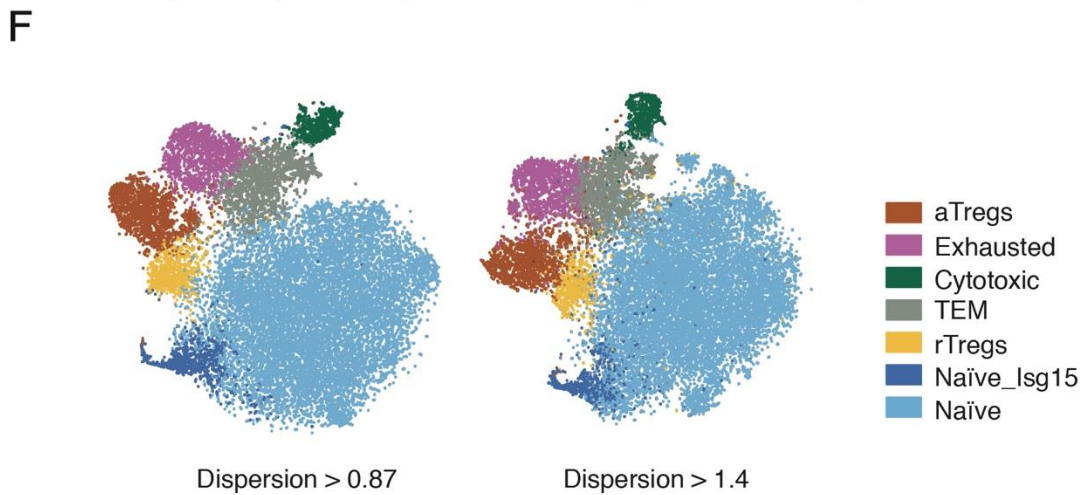 F
aTregs
Exhausted
Cytotoxic
TEM
rTregs
Naïve_Isg15
Naïve
Dispersion > 0.87
Dispersion > 1.4